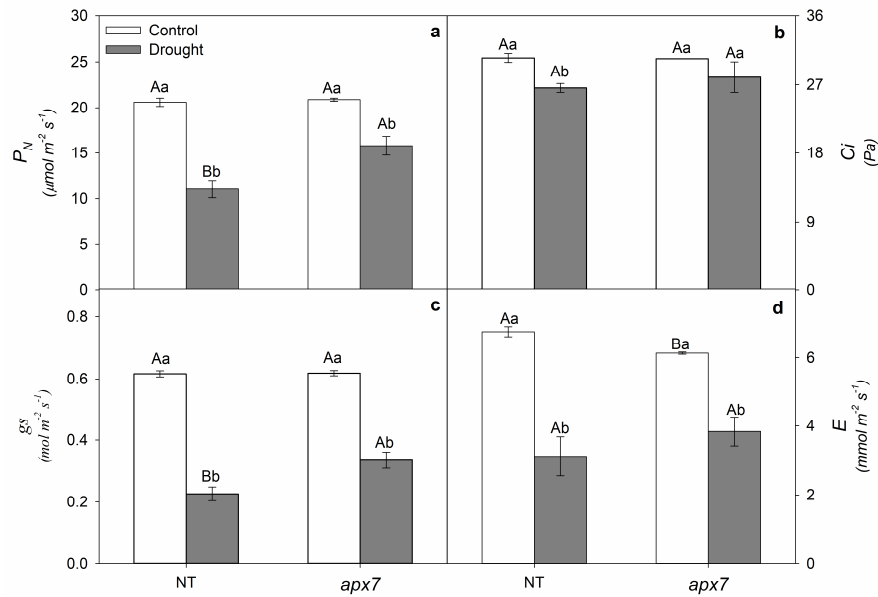 30 a b 36
Control
Drought
Aa Aa Aa Aa
25 Aa Ab 27
Aa Aa
20
Ab
P_N (μmol m⁻² s⁻¹) 15 18 Ci (Pa)
Bb
10
9
5
0 0
c d
0.8 Aa
Ba 6
Aa Aa
0.6
gs (mol m⁻² s⁻¹) 0.4 Ab Ab Ab 4 E (mmol m⁻² s⁻¹)
Bb
0.2 2
0.0 0
NT apx7 NT apx7